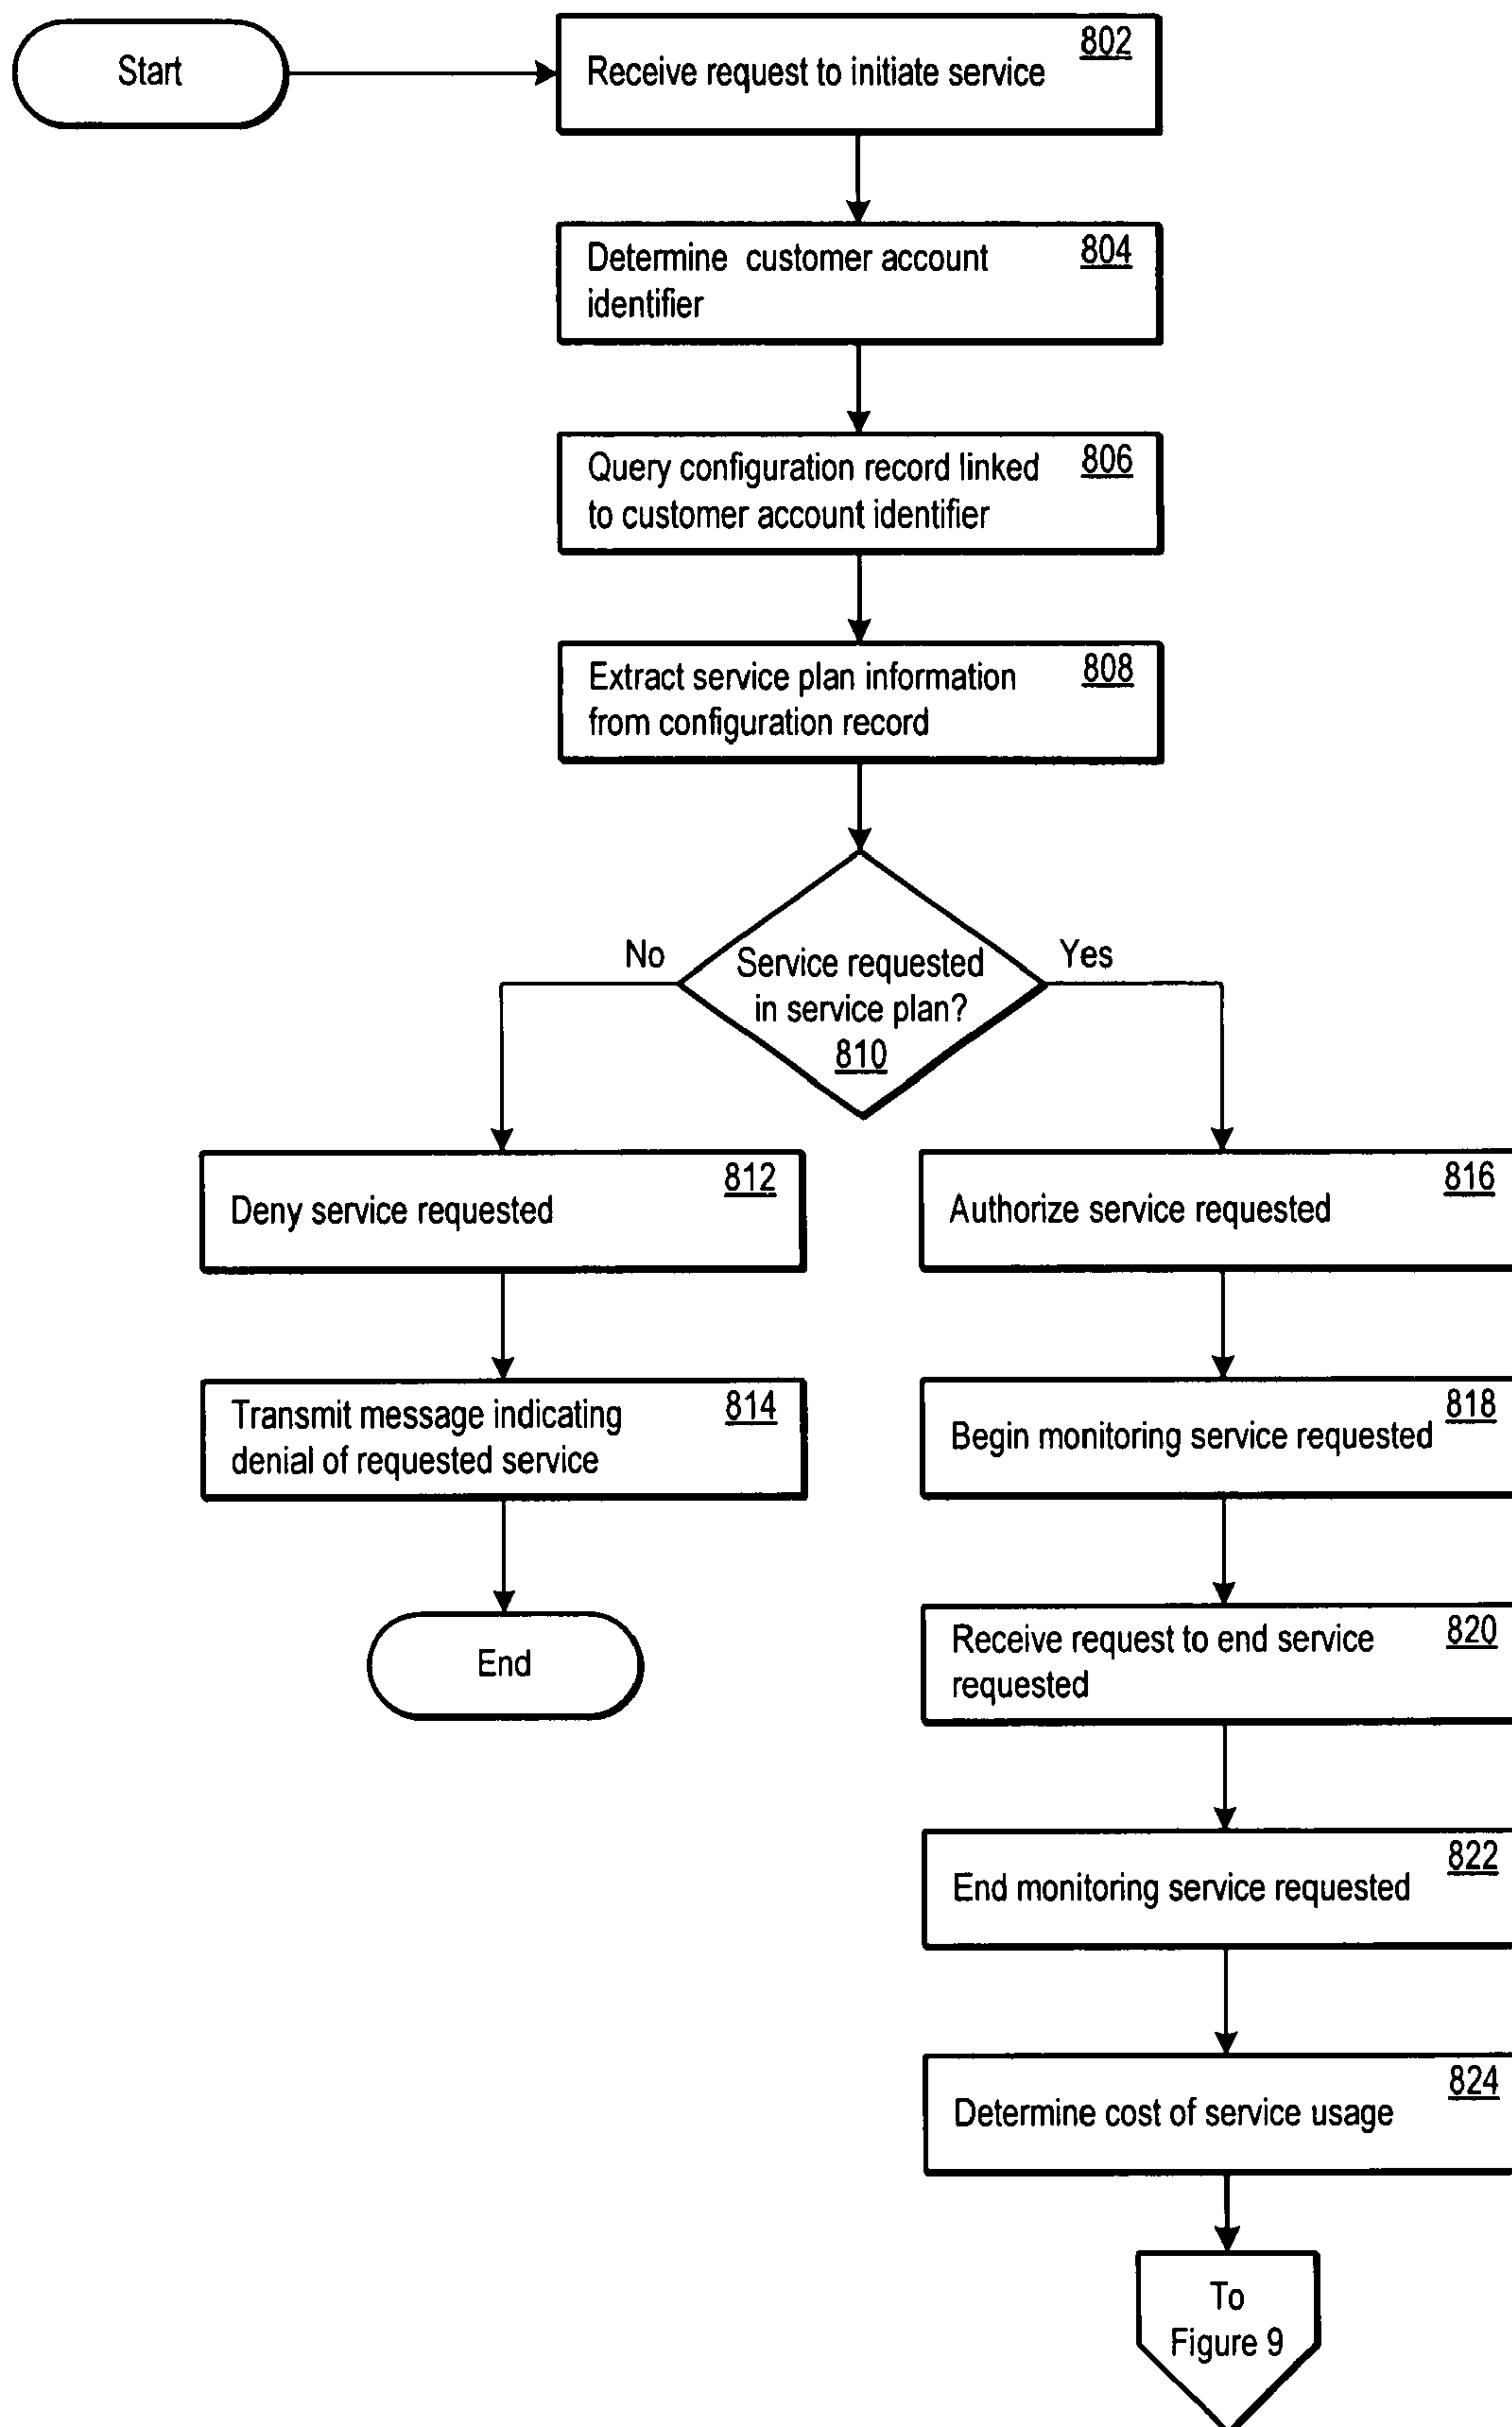 Start
802
Receive request to initiate service
804
Determine customer account
identifier
806
Query configuration record linked
to customer account identifier
808
Extract service plan information
from configuration record
No
Yes
Service requested
in service plan?
810
812
Deny service requested
816
Authorize service requested
814
Transmit message indicating
denial of requested service
818
Begin monitoring service requested
End
820
Receive request to end service
requested
822
End monitoring service requested
824
Determine cost of service usage
To
Figure 9